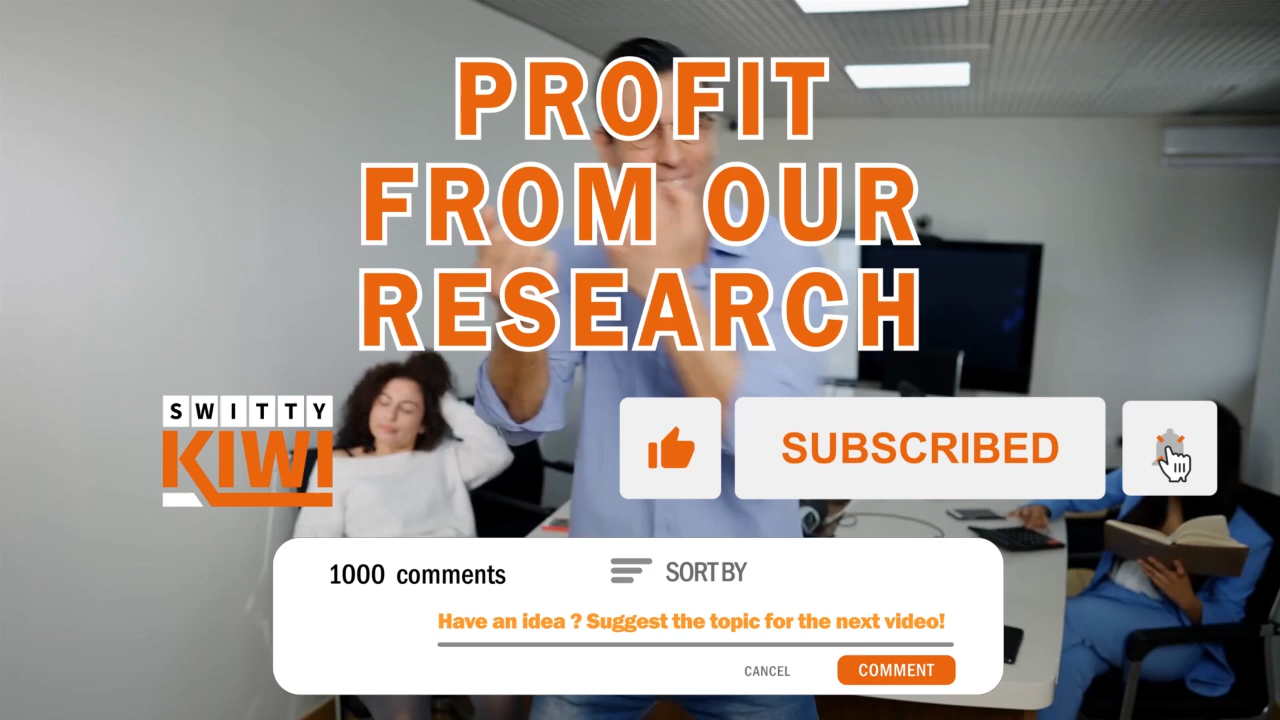 PROFIT
FROM OUR
RESEARCH
SWITTY
KIWI
SUBSCRIBED
1000 comments
SORT BY
Have an idea ? Suggest the topic for the next video!
CANCEL
COMMENT